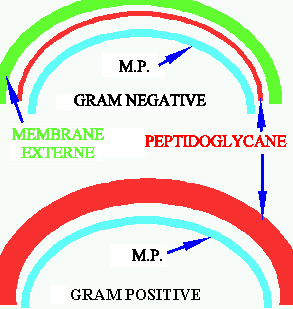 M.P.
GRAM NEGATIVE
MEMBRANE
EXTERNE
PEPTIDOGLYCANE
M.P.
GRAM POSITIVE